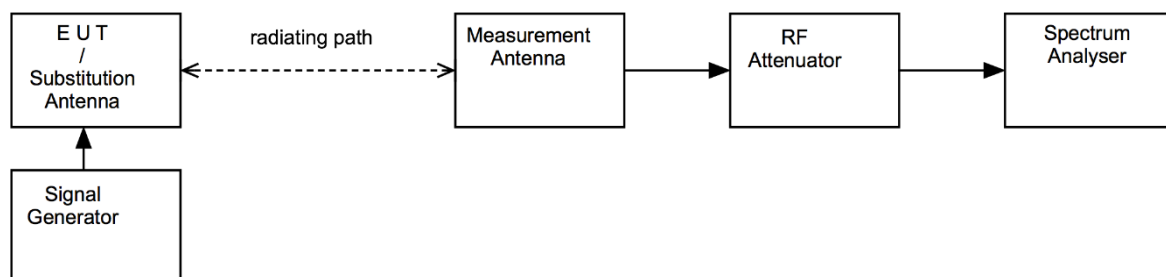 E U T
/
Substitution
Antenna
radiating path
Measurement
Antenna
RF
Attenuator
Spectrum
Analyser
Signal
Generator